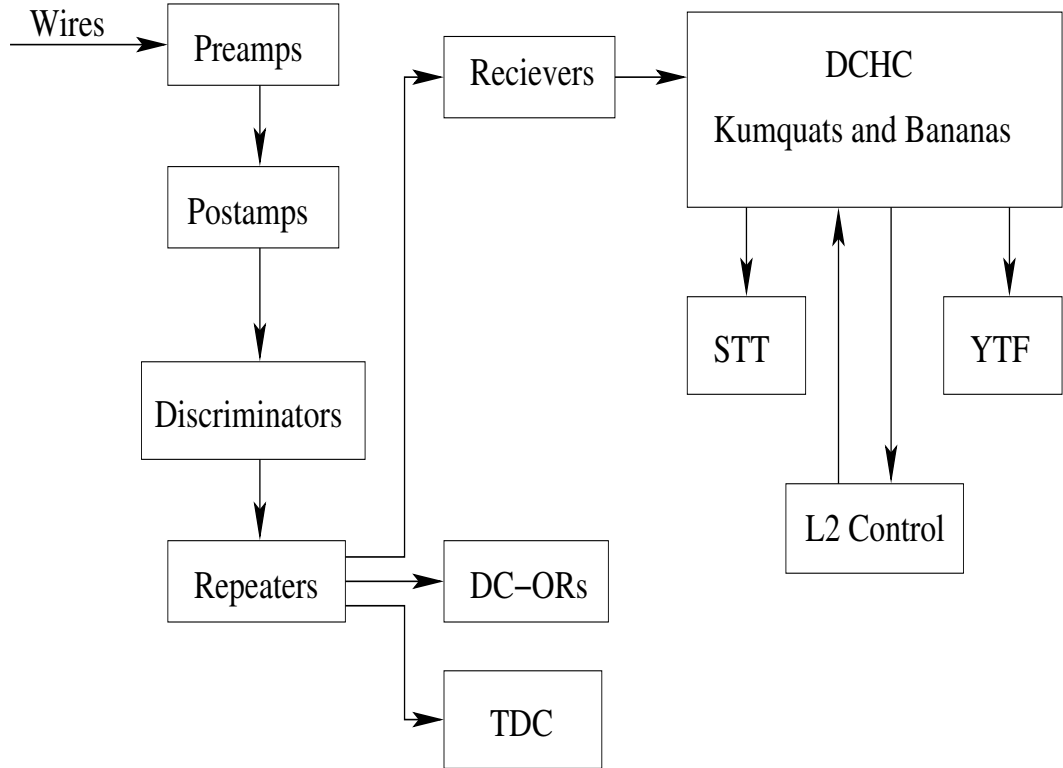 Wires
Preamps
Postamps
Discriminators
Repeaters
Recievers
DC–ORs
TDC
DCHC
Kumquats and Bananas
STT
YTF
L2 Control